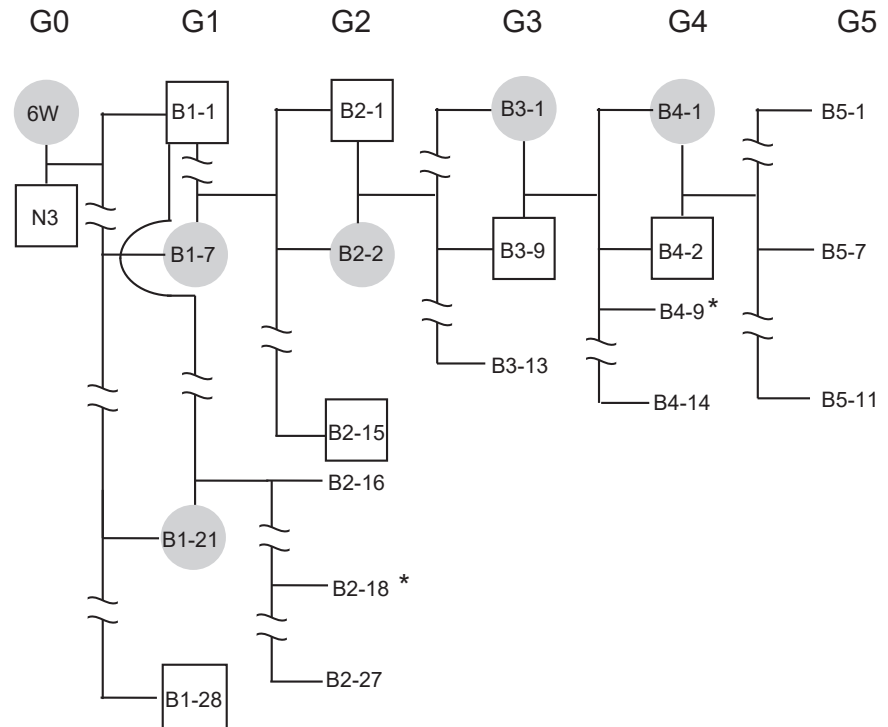 G0 G1 G2 G3 G4 G5
6W B1-1 B2-1 B3-1 B4-1 B5-1
N3 B1-7 B2-2 B3-9 B4-2 B5-7
B4-9 *
B3-13
B4-14 B5-11
B2-15
B2-16
B1-21
B2-18 *
B2-27
B1-28